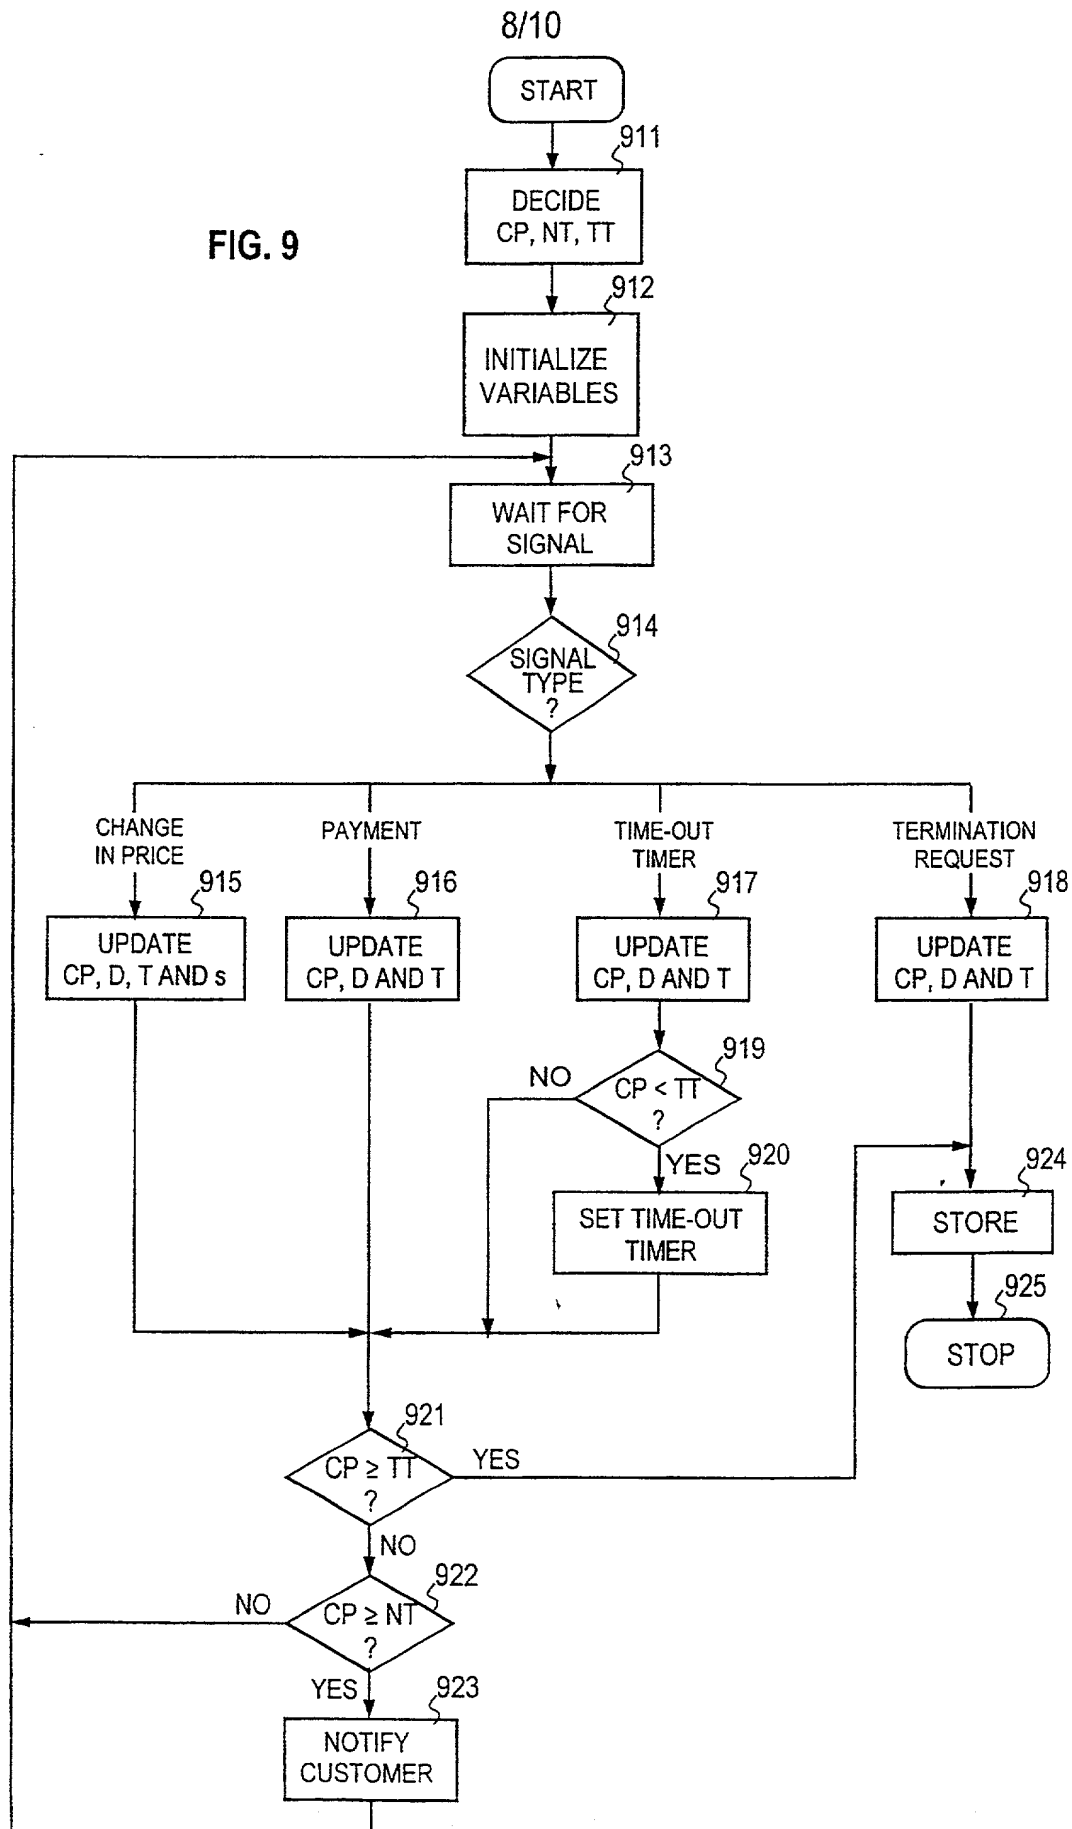 8/10
START
911
DECIDE
CP, NT, TT
FIG. 9
912
INITIALIZE
VARIABLES
913
WAIT FOR
SIGNAL
914
SIGNAL
TYPE
?
CHANGE
IN PRICE
PAYMENT
TIME-OUT
TIMER
TERMINATION
REQUEST
915
UPDATE
CP, D, T AND s
916
UPDATE
CP, D AND T
917
UPDATE
CP, D AND T
918
UPDATE
CP, D AND T
919
CP < TT
?
NO
YES
920
SET TIME-OUT
TIMER
924
STORE
925
STOP
921
CP ≥ TT
?
YES
NO
922
CP ≥ NT
?
NO
YES
923
NOTIFY
CUSTOMER